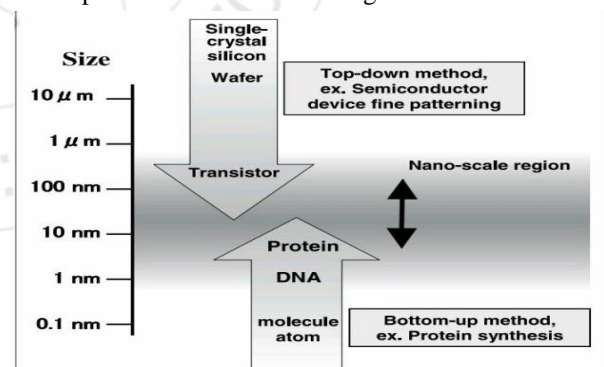 Single-
crystal
silicon
Wafer
Size
Top-down method,
ex. Semiconductor
device fine patterning
10 μm
1 μm
Transistor
Nano-scale region
100 nm
10 nm
Protein
1 nm
DNA
0.1 nm
molecule
atom
Bottom-up method,
ex. Protein synthesis